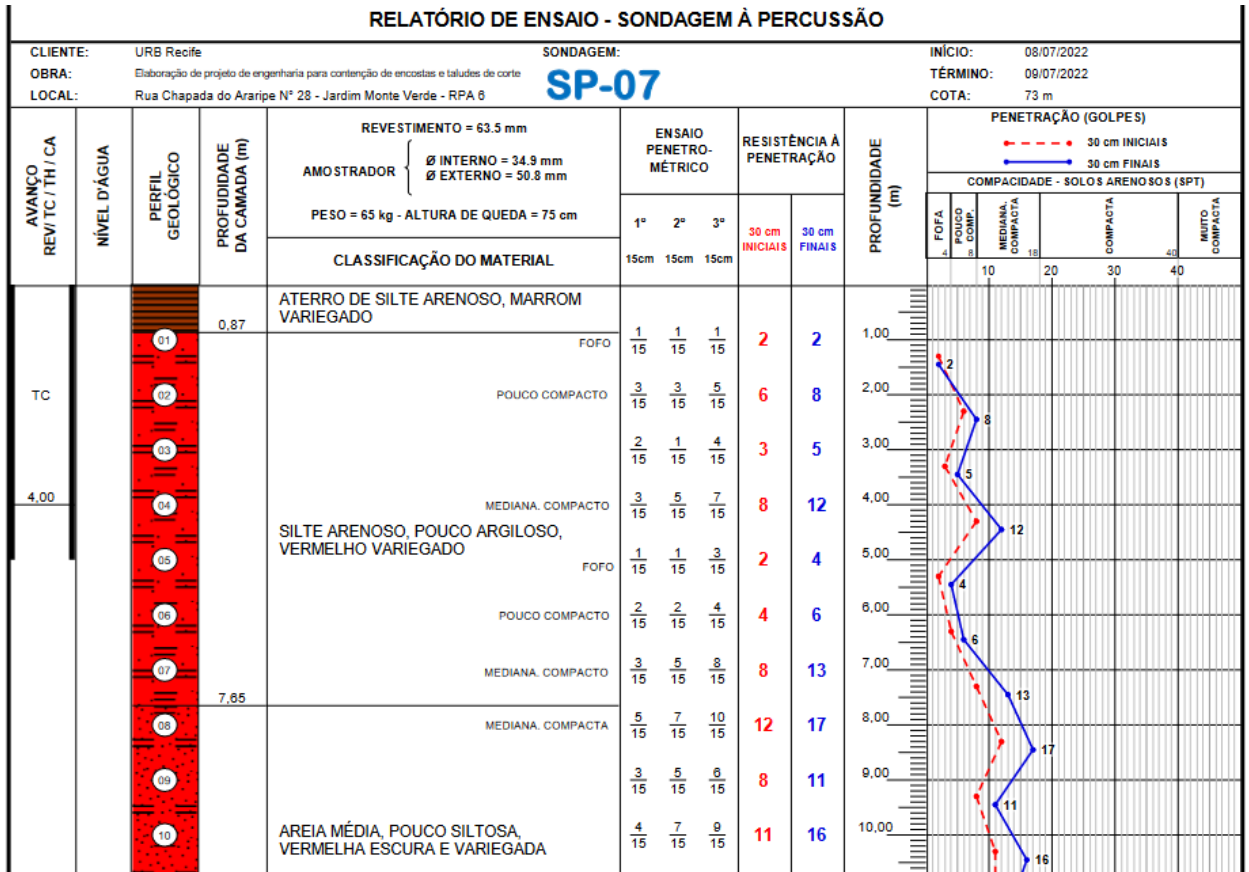 RELATÓRIO DE ENSAIO - SONDAGEM À PERCUSSÃO
CLIENTE: URB Recife
OBRA: Elaboração de projeto de engenharia para contenção de encostas e taludes de corte
LOCAL: Rua Chapada do Araripe N° 28 - Jardim Monte Verde - RPA 6
SONDAGEM:
SP-07
INÍCIO: 08/07/2022
TÉRMINO: 09/07/2022
COTA: 73 m
AVANÇO
REV/ TC / TH / CA
NÍVEL D'ÁGUA
PERFIL
GEOLÓGICO
PROFUDIDADE
DA CAMADA (m)
REVESTIMENTO = 63.5 mm
AMOSTRADOR { Ø INTERNO = 34.9 mm
Ø EXTERNO = 50.8 mm
PESO = 65 kg - ALTURA DE QUEDA = 75 cm
CLASSIFICAÇÃO DO MATERIAL
ENSAIO
PENETRO-
MÉTRICO
1ª 2ª 3ª
15cm 15cm 15cm
RESISTÊNCIA À
PENETRAÇÃO
30 cm
INICIAIS
30 cm
FINAIS
PROFUNDIDADE
(m)
PENETRAÇÃO (GOLPES)
30 cm INICIAIS
30 cm FINAIS
COMPACIDADE - SOLOS ARENOSOS (SPT)
FOFA
POUCO
COMP.
MEDIANA.
COMPACTA
COMPACTA
MUITO
COMPACTA
4 8 18 40
10 20 30 40
ATERRO DE SILTE ARENOSO, MARROM
VARIEGADO
0,87
01 FOFO 1/15 1/15 1/15 2 2 1,00
2
TC 02 POUCO COMPACTO 3/15 3/15 5/15 6 8 2,00
8
03 2/15 1/15 4/15 3 5 3,00
5
4,00 04 MEDIANA. COMPACTO 3/15 5/15 7/15 8 12 4,00
12
SILTE ARENOSO, POUCO ARGILOSO,
VERMELHO VARIEGADO
05 FOFO 1/15 1/15 3/15 2 4 5,00
4
06 POUCO COMPACTO 2/15 2/15 4/15 4 6 6,00
6
07 MEDIANA. COMPACTO 3/15 5/15 8/15 8 13 7,00
13
7,65
08 MEDIANA. COMPACTA 5/15 7/15 10/15 12 17 8,00
17
09 3/15 5/15 6/15 8 11 9,00
11
10 AREIA MÉDIA, POUCO SILTOSA,
VERMELHA ESCURA E VARIEGADA
4/15 7/15 9/15 11 16 10,00
16